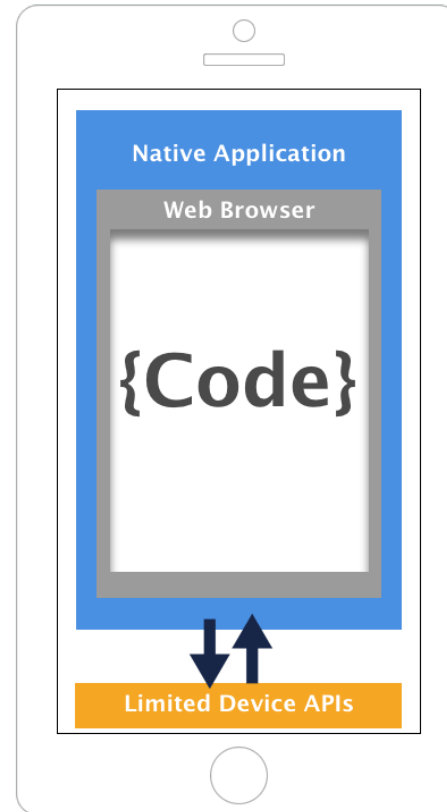 Native Application
Web Browser
{Code}
Limited Device APIs